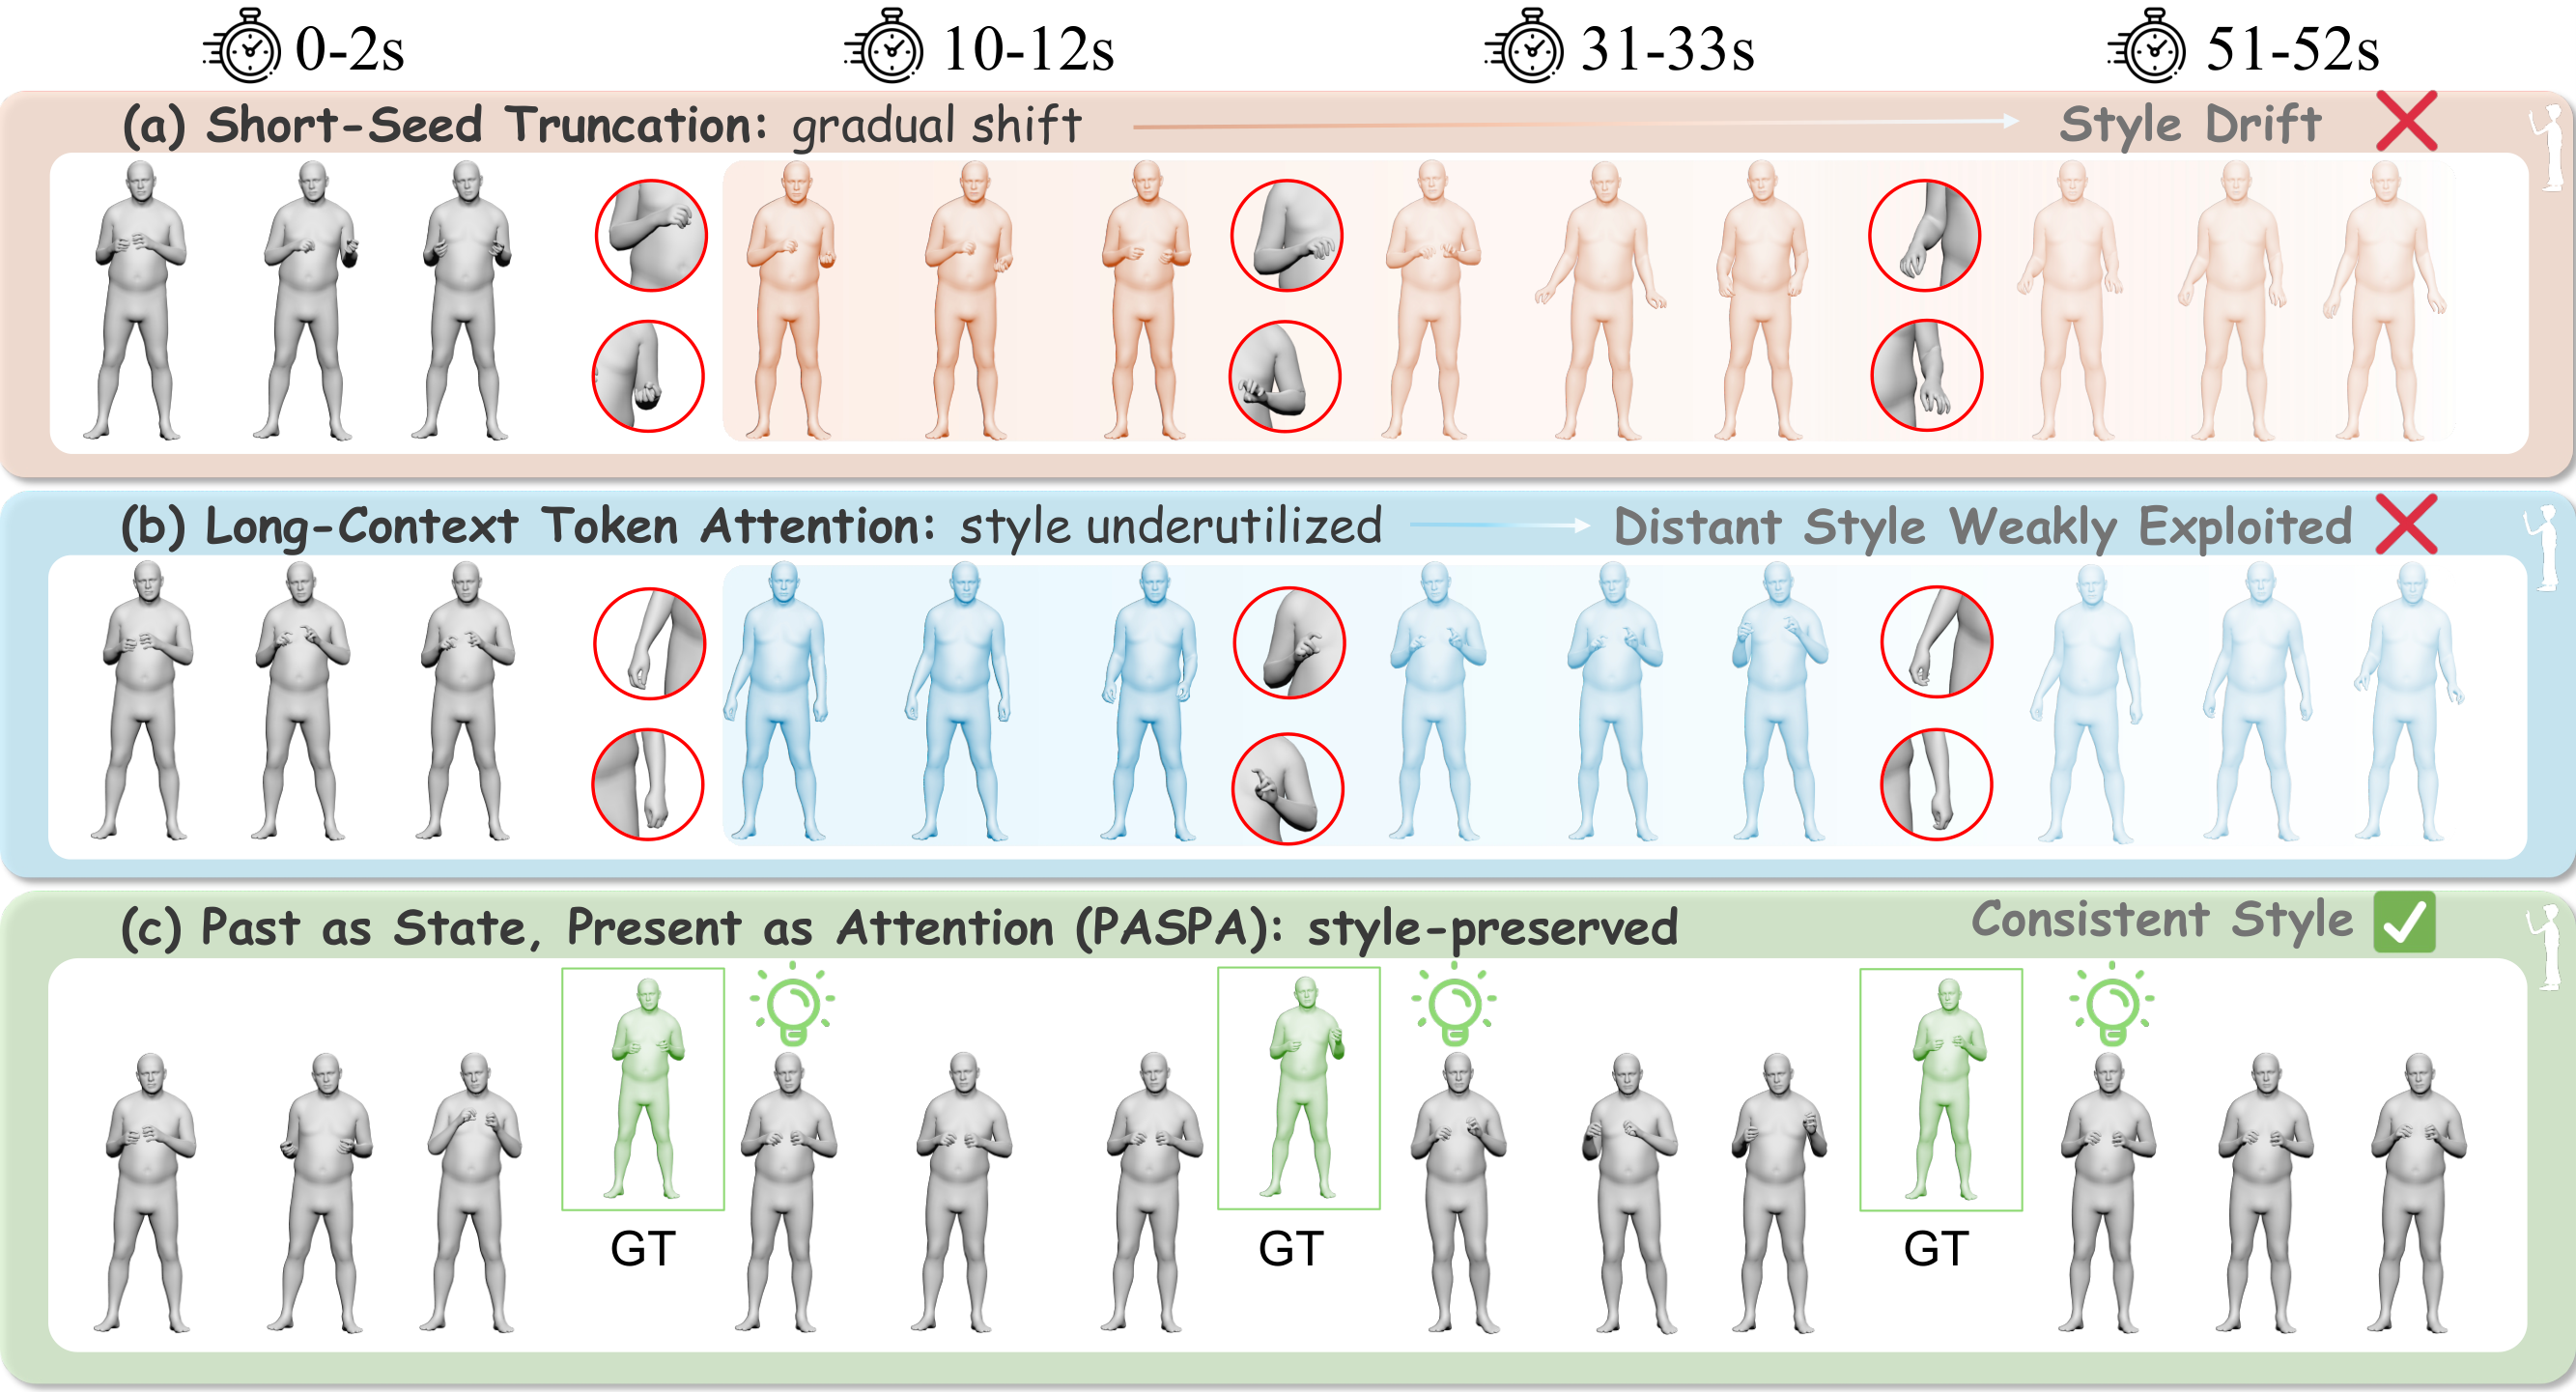 0-2s 10-12s 31-33s 51-52s
(a) Short-Seed Truncation: gradual shift Style Drift
(b) Long-Context Token Attention: style underutilized Distant Style Weakly Exploited
(c) Past as State, Present as Attention (PASPA): style-preserved Consistent Style
GT GT GT